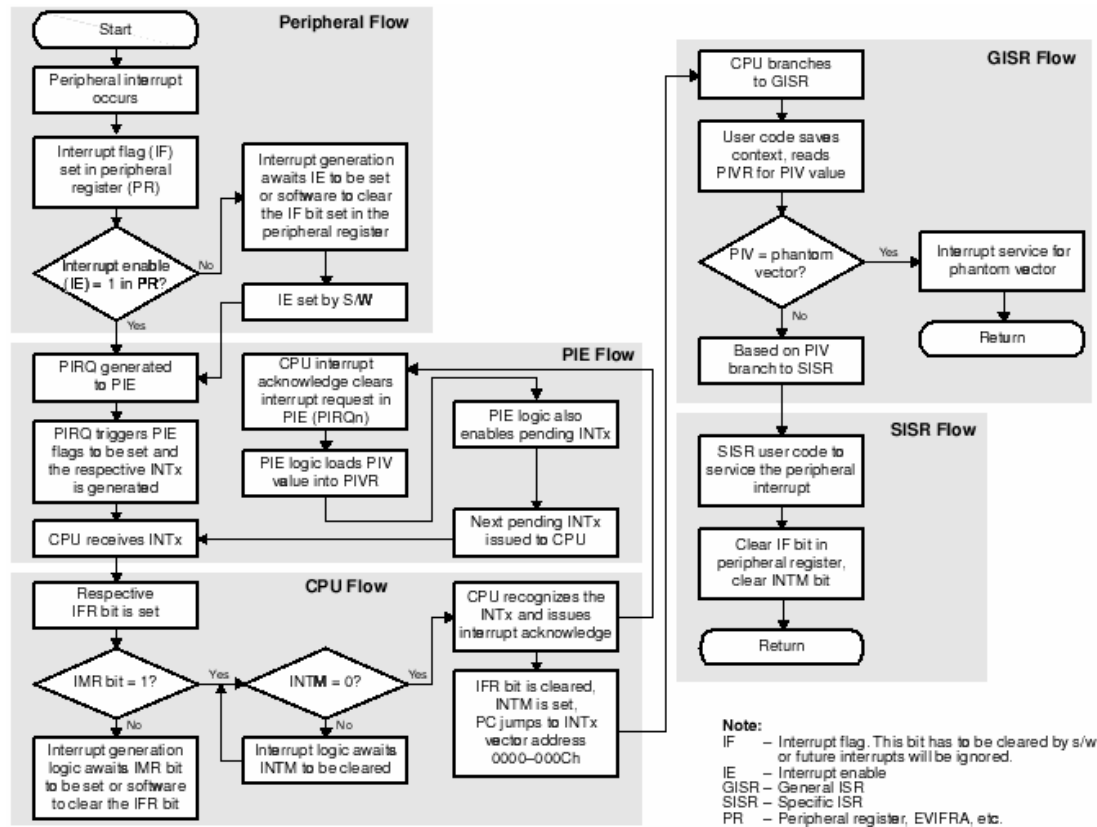 Peripheral Flow
Start
Peripheral interrupt
occurs
Interrupt flag (IF)
set in peripheral
register (PR)
Interrupt generation
awaits IE to be set
or software to clear
the IF bit set in the
peripheral register
Interrupt enable
(IE) = 1 in PR?
No
IE set by S/W
Yes
PIE Flow
PIRQ generated
to PIE
PIRQ triggers PIE
flags to be set and
the respective INTx
is generated
CPU receives INTx
CPU interrupt
acknowledge clears
interrupt request in
PIE (PIRQn)
PIE logic loads PIV
value into PIVR
PIE logic also
enables pending INTx
Next pending INTx
issued to CPU
CPU Flow
Respective
IFR bit is set
IMR bit = 1?
Yes
No
Interrupt generation
logic awaits IMR bit
to be set or software
to clear the IFR bit
INTM = 0?
Yes
No
Interrupt logic awaits
INTM to be cleared
CPU recognizes the
INTx and issues
interrupt acknowledge
IFR bit is cleared,
INTM is set,
PC jumps to INTx
vector address
0000–000Ch
GISR Flow
CPU branches
to GISR
User code saves
context, reads
PIVR for PIV value
PIV = phantom
vector?
Yes
Interrupt service for
phantom vector
Return
No
Based on PIV
branch to SISR
SISR Flow
SISR user code to
service the peripheral
interrupt
Clear IF bit in
peripheral register,
clear INTM bit
Return
Note:
IF – Interrupt flag. This bit has to be cleared by s/w
or future interrupts will be ignored.
IE – Interrupt enable
GISR – General ISR
SISR – Specific ISR
PR – Peripheral register, EVIFRA, etc.